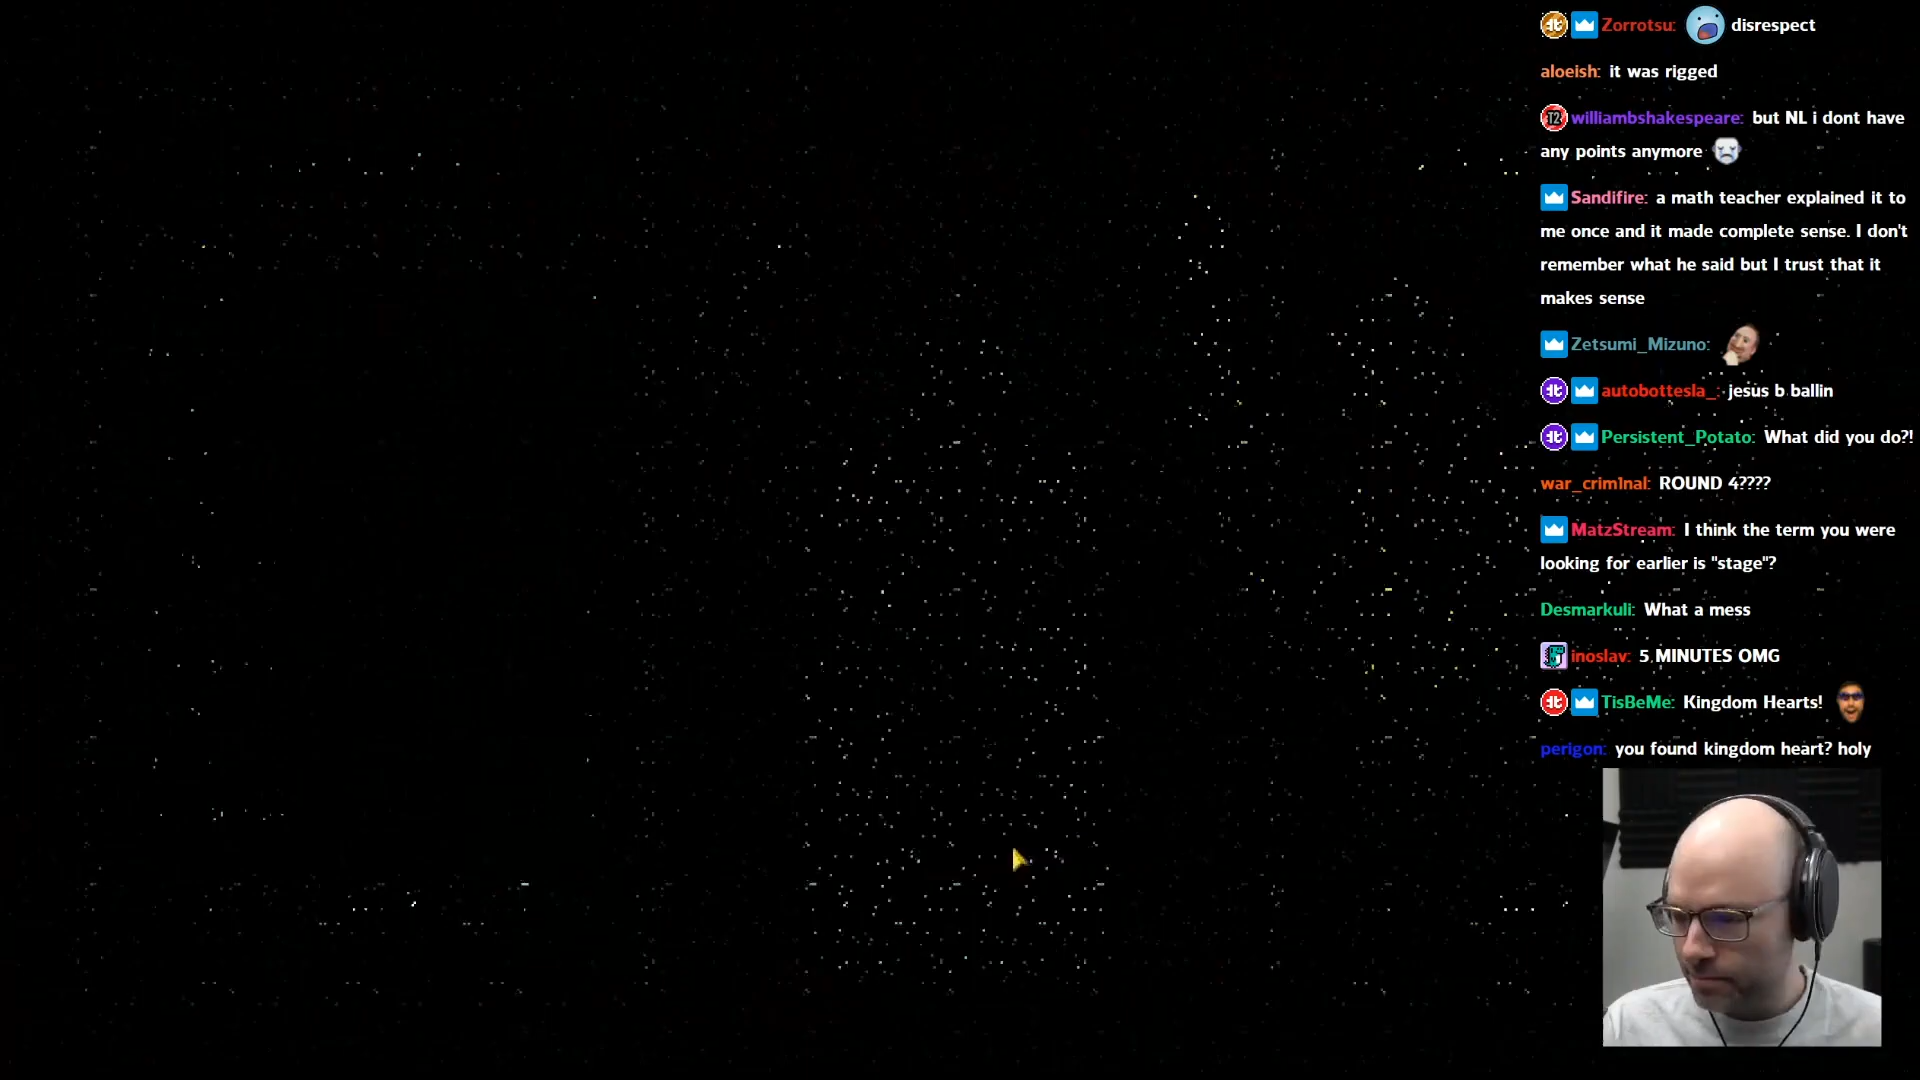 Zorrotsu: disrespect
aloeish: it was rigged
williambshakespeare: but NL i dont have
any points anymore
Sandifire: a math teacher explained it to
me once and it made complete sense. I don't
remember what he said but I trust that it
makes sense
Zetsumi_Mizuno:
autobottesla_: jesus b ballin
Persistent_Potato: What did you do?!
war_crim1nal: ROUND 4????
MatzStream: I think the term you were
looking for earlier is "stage"?
Desmarkuli: What a mess
inoslav: 5 MINUTES OMG
TisBeMe: Kingdom Hearts!
perigon: you found kingdom heart? holy